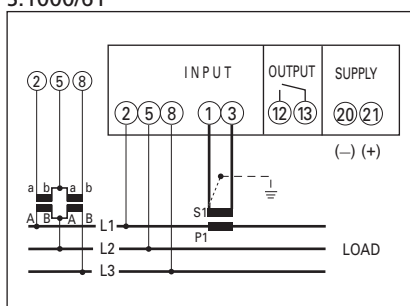 S.1000/61
INPUT OUTPUT SUPPLY
2 5 8
2 5 8 1 3 12 13 20 21
(–) (+)
a b a b
A B A B
S1
L1
P1
L2 LOAD
L3